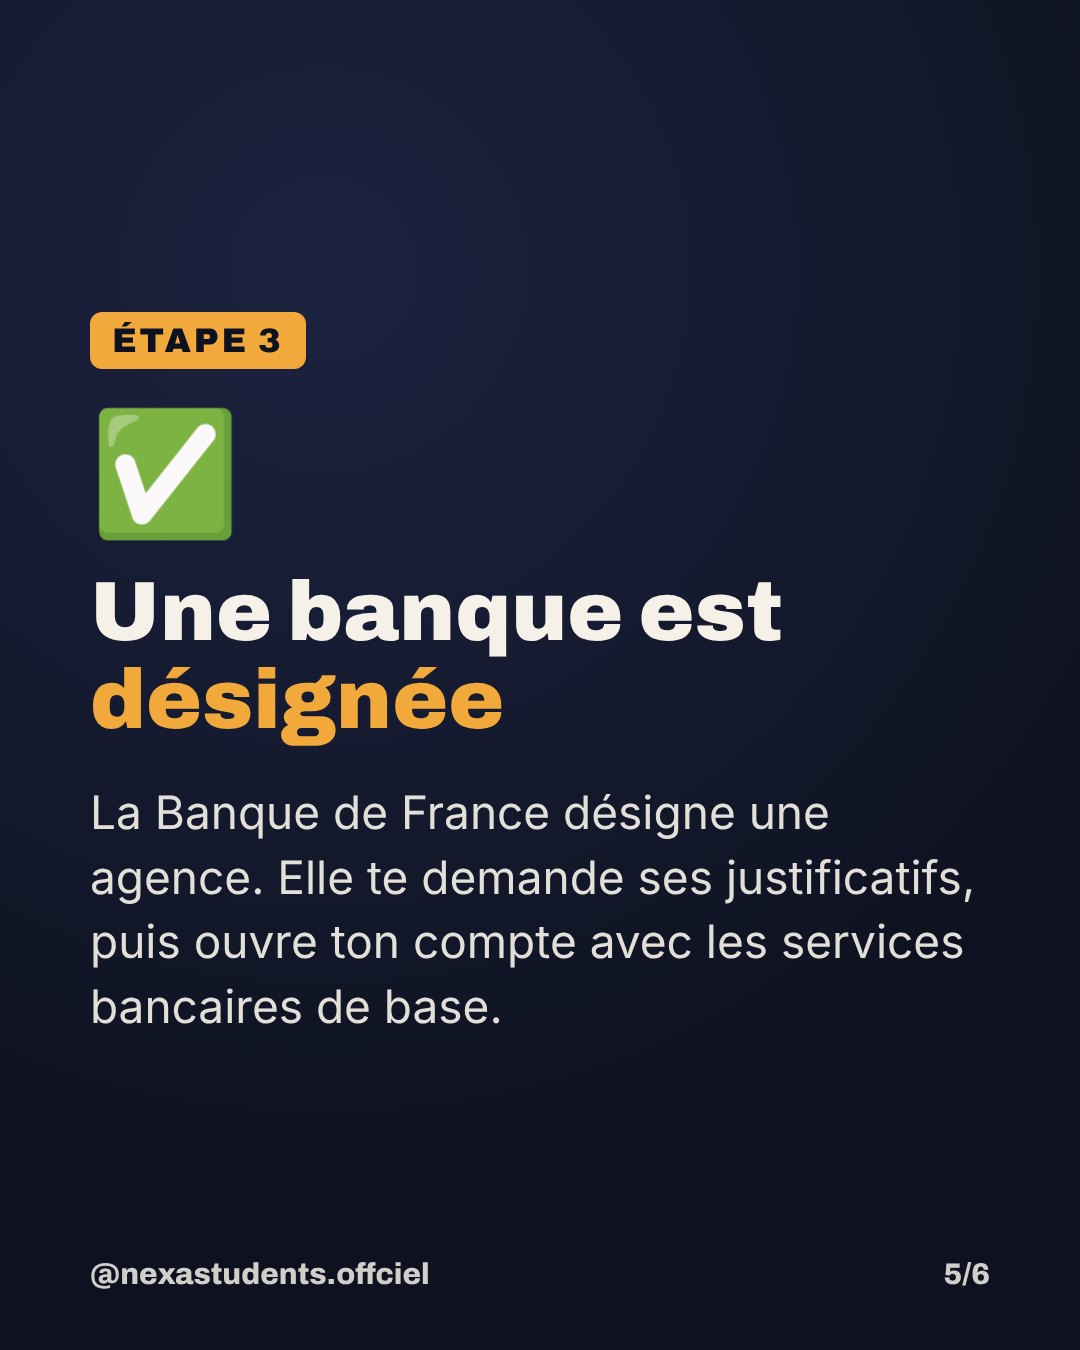 ÉTAPE 3
Une banque est
désignée
La Banque de France désigne une
agence. Elle te demande ses justificatifs,
puis ouvre ton compte avec les services
bancaires de base.
@nexastudents.offciel
5/6